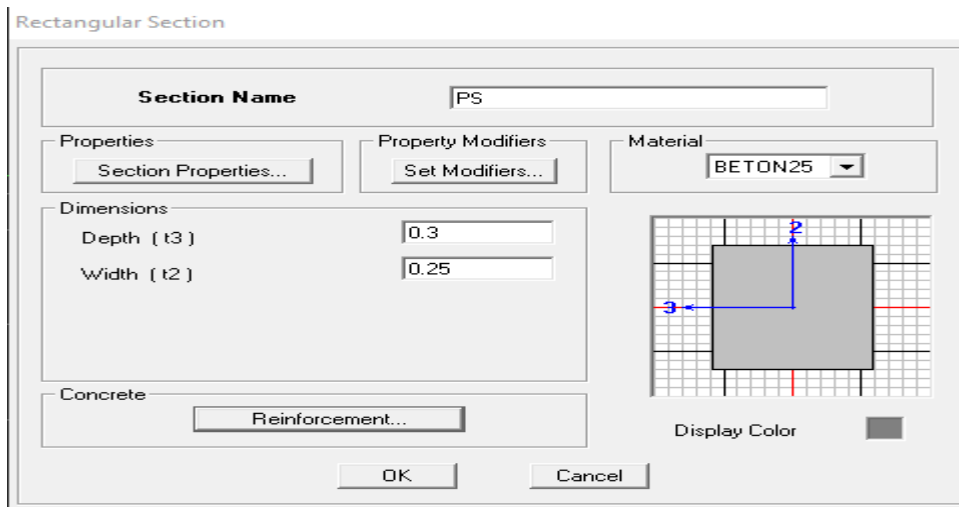 Rectangular Section
Section Name PS
Properties
Section Properties...
Property Modifiers
Set Modifiers...
Material
BETON25
Dimensions
Depth ( t3 ) 0.3
Width ( t2 ) 0.25
2
3
Concrete
Reinforcement...
Display Color
OK Cancel